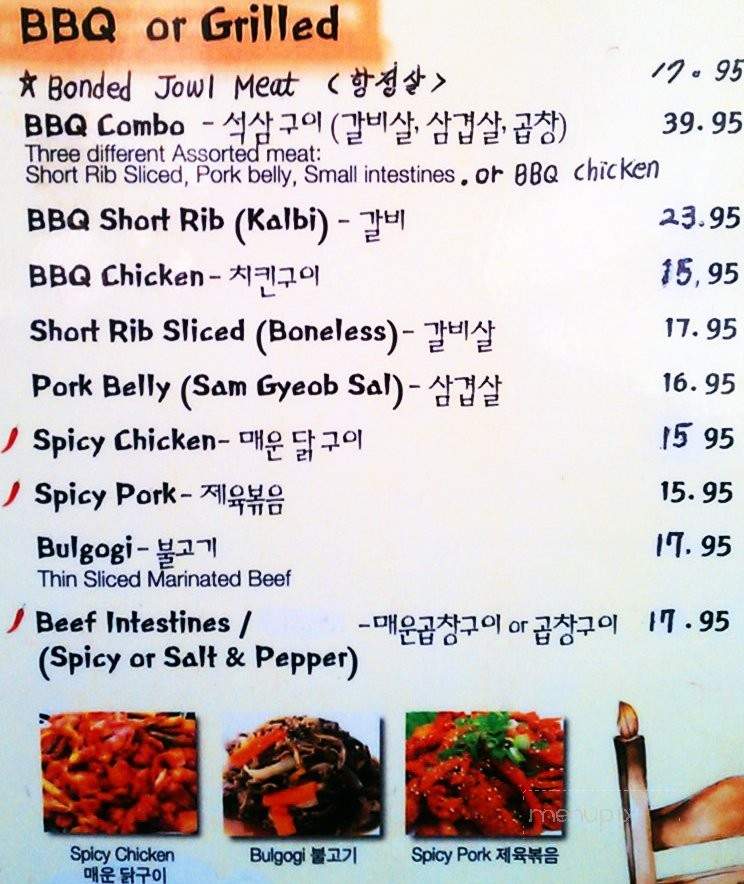 BBQ or Grilled
★ Bonded Jowl Meat <항정살> 17.95
BBQ Combo - 석삼구이 (갈비살, 삼겹살, 곱창) 39.95
Three different Assorted meat:
Short Rib Sliced, Pork belly, Small intestines. or BBQ chicken
BBQ Short Rib (Kalbi) - 갈비 23.95
BBQ Chicken - 치킨구이 15,95
Short Rib Sliced (Boneless) - 갈비살 17.95
Pork Belly (Sam Gyeob Sal) - 삼겹살 16.95
Spicy Chicken - 매운 닭구이 15 95
Spicy Pork - 제육볶음 15.95
Bulgogi - 불고기 17.95
Thin Sliced Marinated Beef
Beef Intestines / -매운곱창구이 or 곱창구이 17.95
(Spicy or Salt & Pepper)
menupix
Spicy Chicken
매운 닭구이
Bulgogi 불고기
Spicy Pork 제육볶음